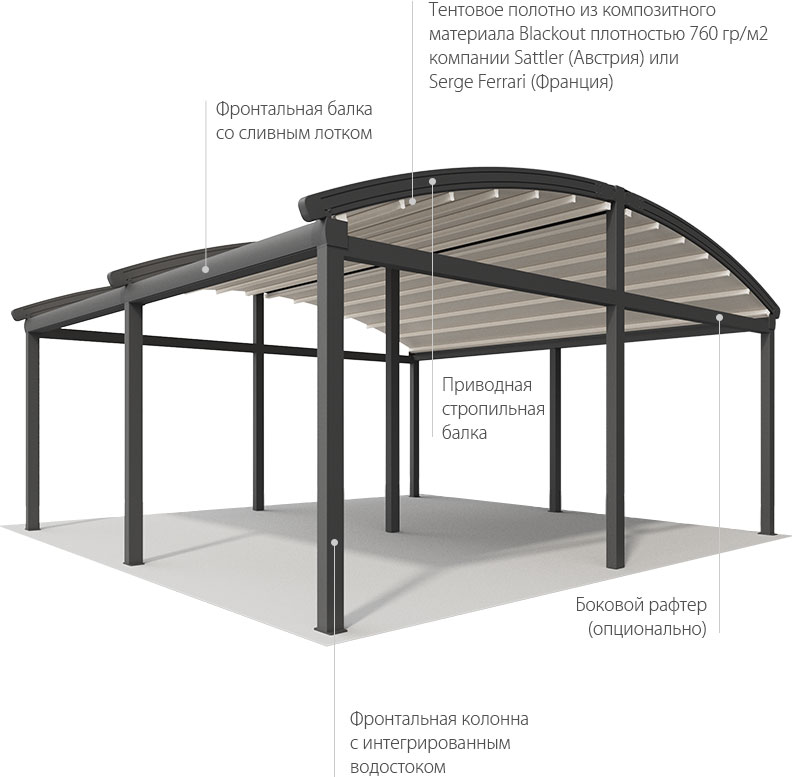 Тентовое полотно из композитного
материала Blackout плотностью 760 гр/м2
компании Sattler (Австрия) или
Serge Ferrari (Франция)
Фронтальная балка
со сливным лотком
Приводная
стропильная
балка
Боковой рафтер
(опционально)
Фронтальная колонна
с интегрированным
водостоком